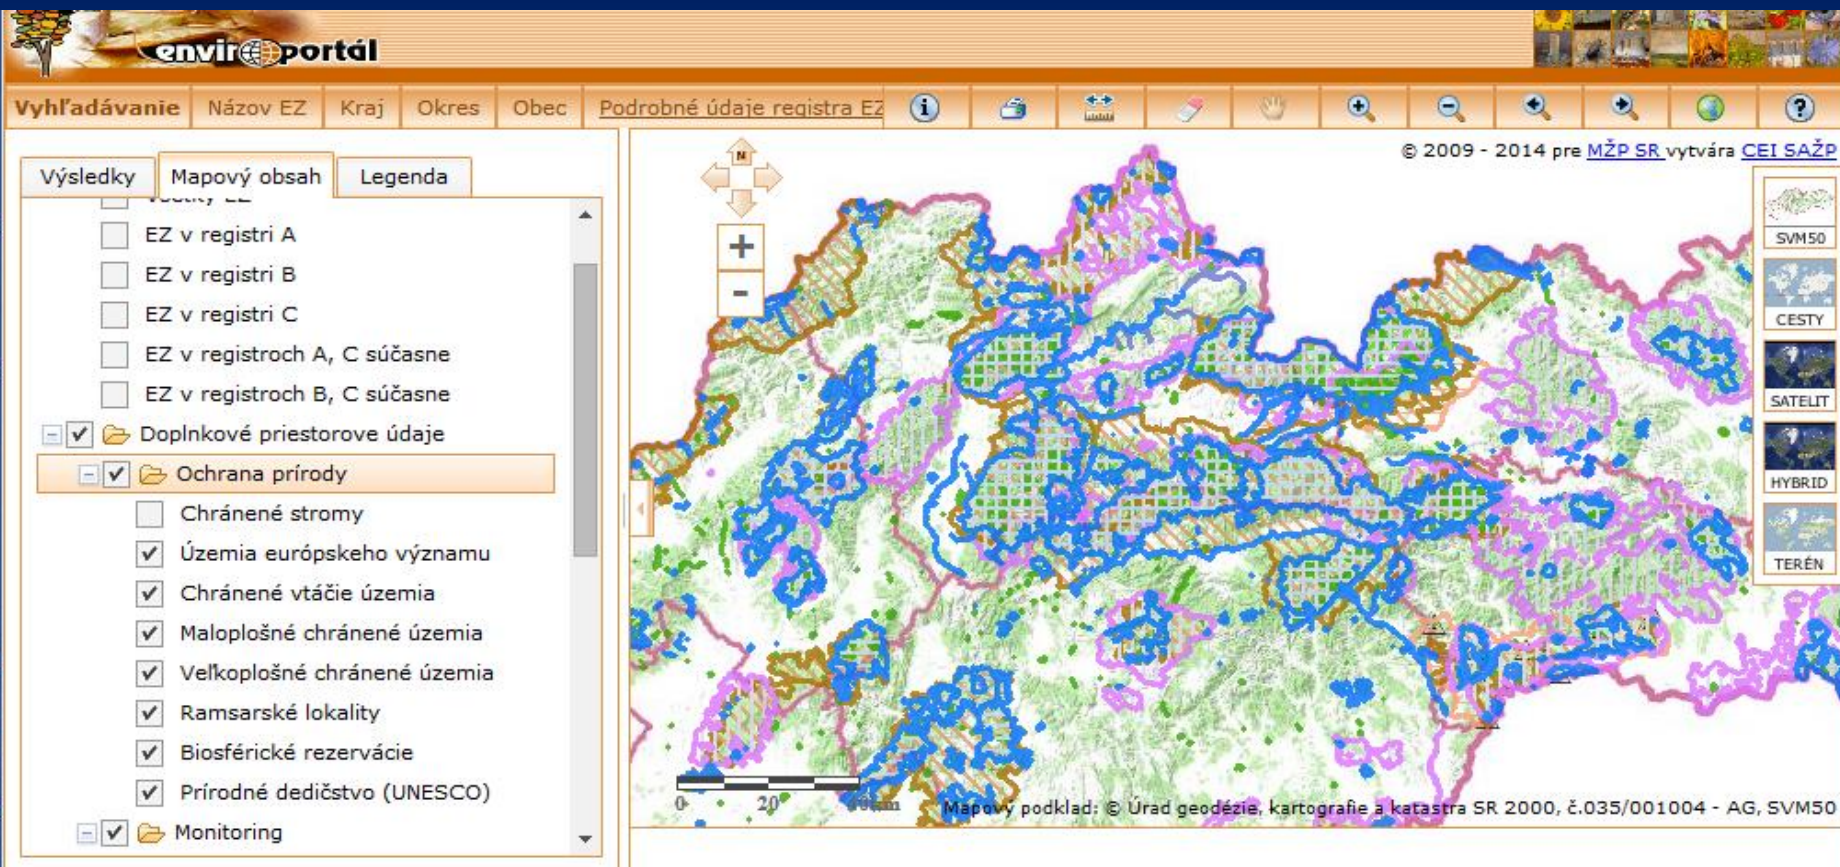 enviroportál
Vyhľadávanie Názov EZ Kraj Okres Obec Podrobné údaje registra EZ
© 2009 - 2014 pre MŽP SR vytvára CEI SAŽP
Výsledky Mapový obsah Legenda
EZ v registri A
EZ v registri B
EZ v registri C
EZ v registroch A, C súčasne
EZ v registroch B, C súčasne
Doplnkové priestorove údaje
Ochrana prírody
Chránené stromy
Územia európskeho významu
Chránené vtáčie územia
Maloplošné chránené územia
Veľkoplošné chránené územia
Ramsarské lokality
Biosférické rezervácie
Prírodné dedičstvo (UNESCO)
Monitoring
N
+
-
SVM50
CESTY
SATELIT
HYBRID
TERÉN
0 20
Mapový podklad: © Úrad geodézie, kartografie a katastra SR 2000, č.035/001004 - AG, SVM50